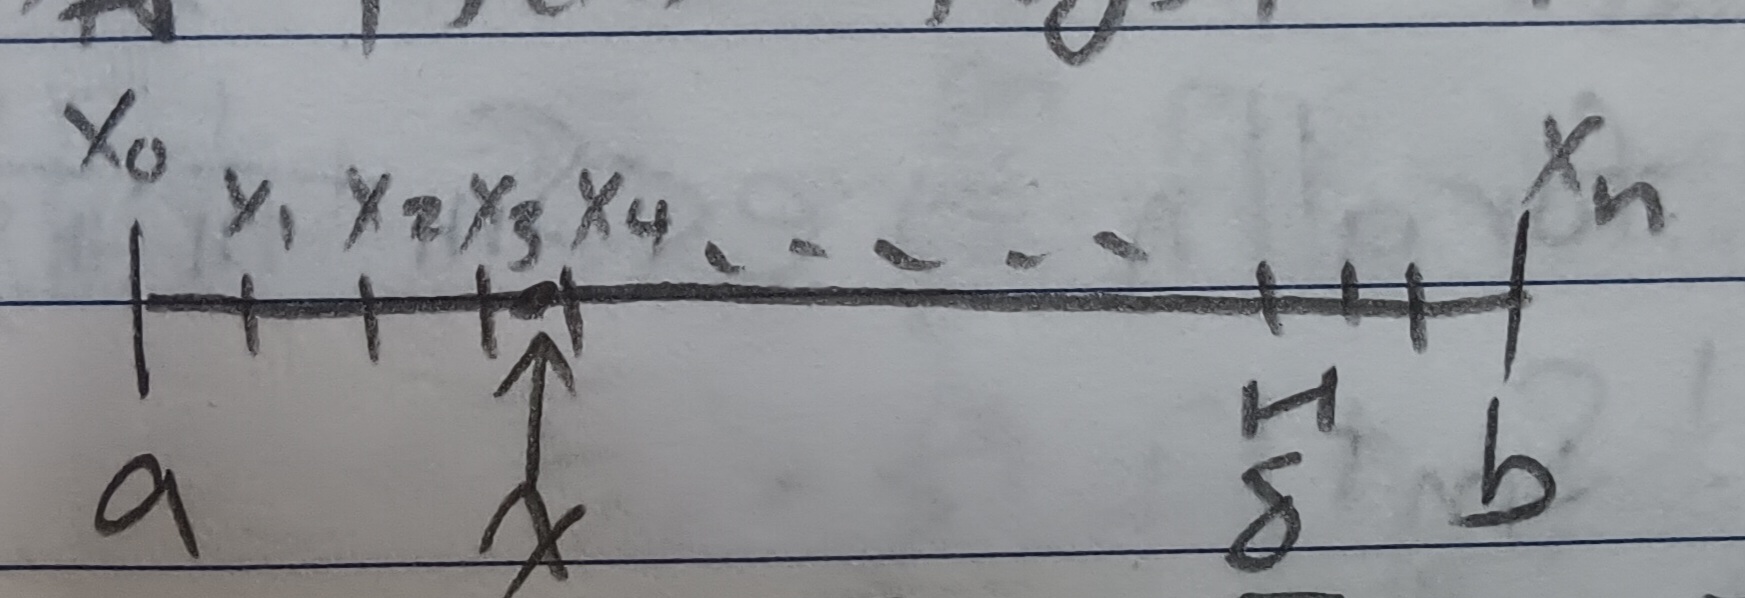 x₀ x₁ x₂ x₃ x₄ . . . . . xₙ
a x δ b